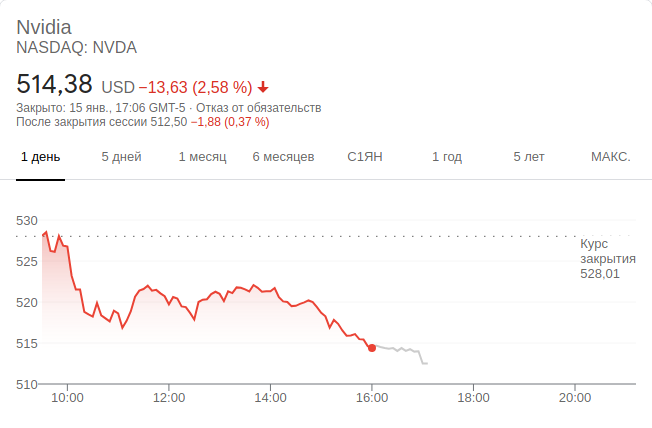 Nvidia
NASDAQ: NVDA
514,38 USD −13,63 (2,58 %)
Закрыто: 15 янв., 17:06 GMT-5 · Отказ от обязательств
После закрытия сессии 512,50 −1,88 (0,37 %)
1 день 5 дней 1 месяц 6 месяцев С1ЯН 1 год 5 лет МАКС.
530
525
520
515
510
Курс
закрытия
528,01
10:00 12:00 14:00 16:00 18:00 20:00